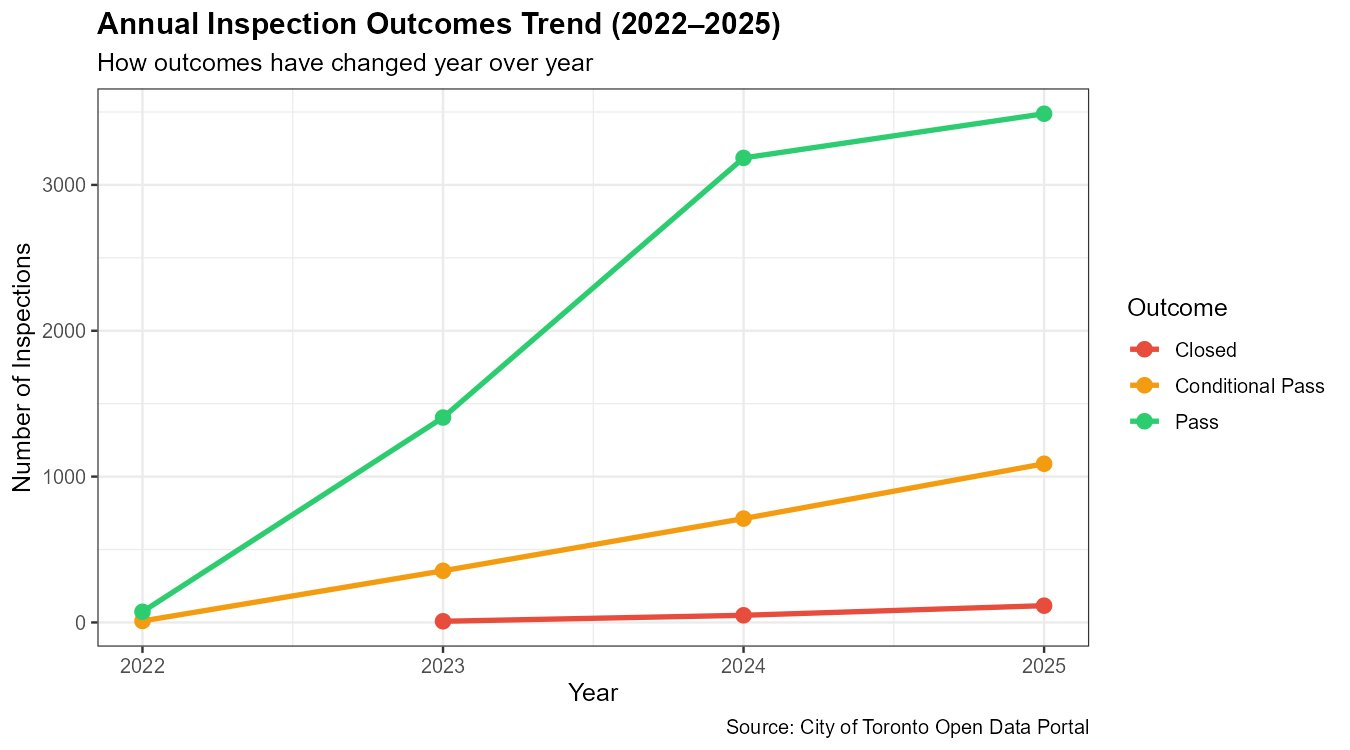 Annual Inspection Outcomes Trend (2022–2025)
How outcomes have changed year over year
Number of Inspections
3000
2000
1000
0
2022
2023
2024
2025
Year
Outcome
Closed
Conditional Pass
Pass
Source: City of Toronto Open Data Portal